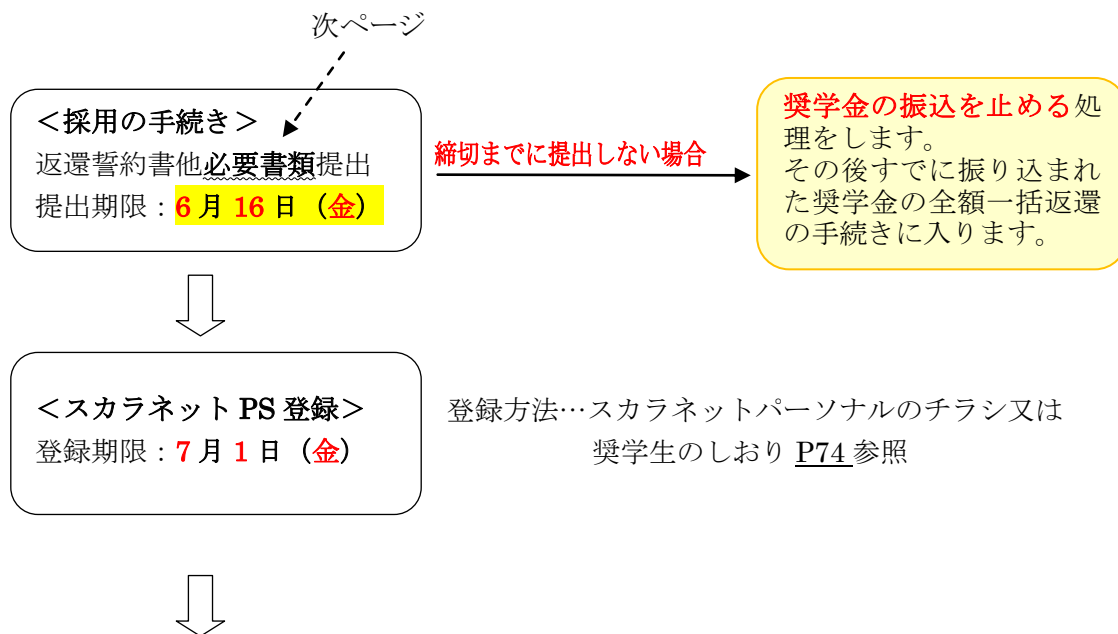 次ページ
＜採用の手続き＞
返還誓約書他必要書類提出
提出期限：6 月 16 日（金）
締切までに提出しない場合
奨学金の振込を止める処
理をします。
その後すでに振り込まれ
た奨学金の全額一括返還
の手続きに入ります。
＜スカラネット PS 登録＞
登録期限：7 月 1 日（金）
登録方法…スカラネットパーソナルのチラシ又は
奨学生のしおり P74 参照